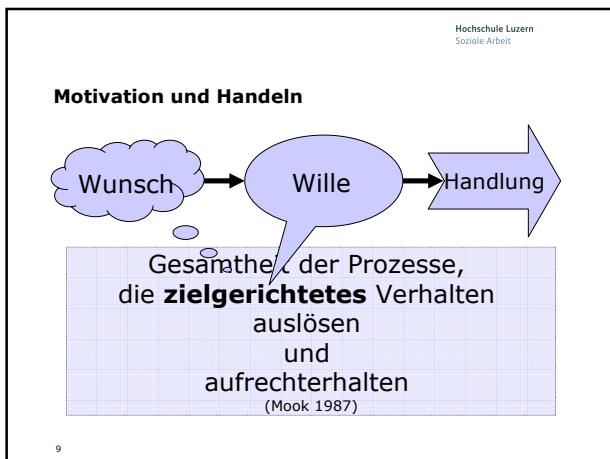 Hochschule Luzern
Soziale Arbeit
Motivation und Handeln
Wunsch
Wille
Handlung
Gesamtheit der Prozesse,
die zielgerichtetes Verhalten
auslösen
und
aufrechterhalten
(Mook 1987)
9